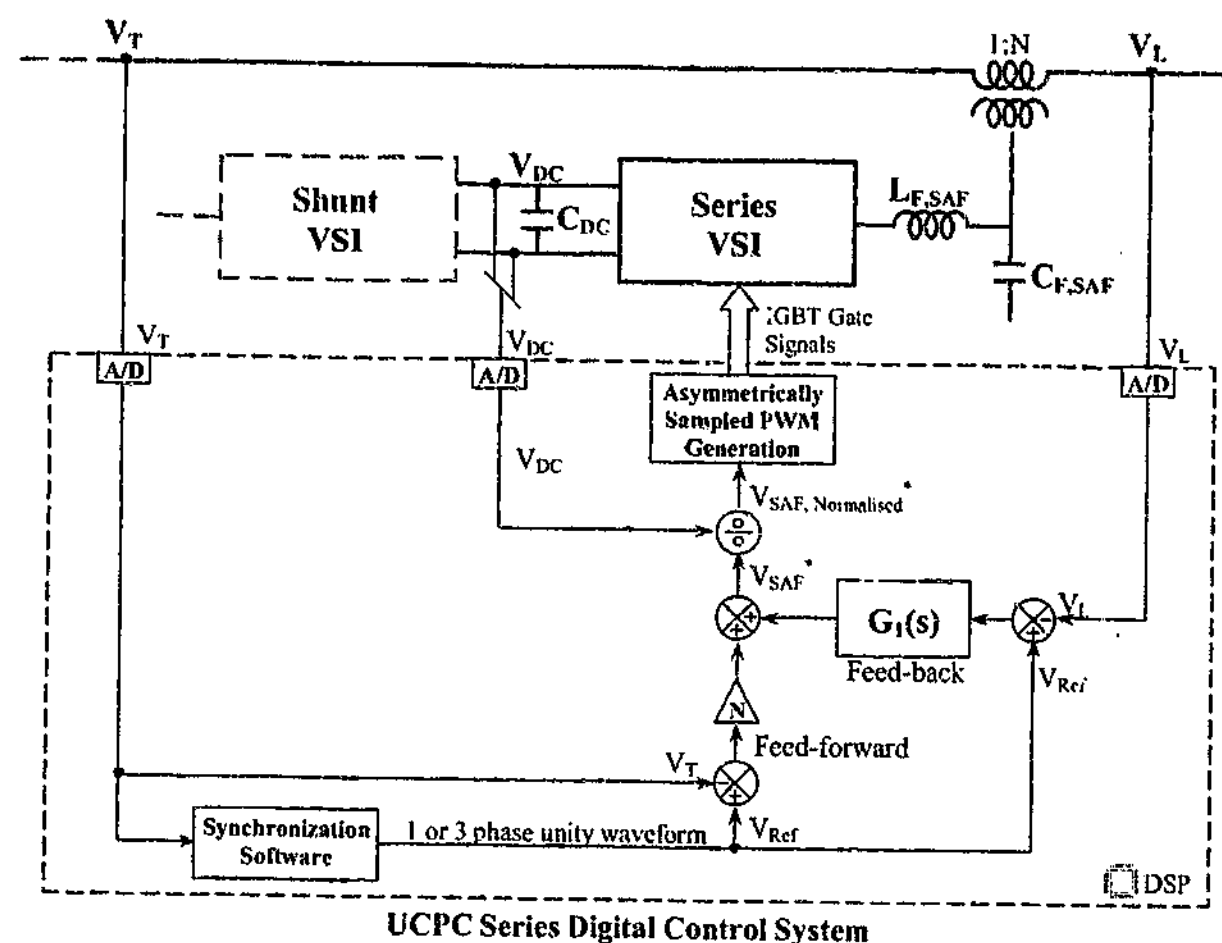 V_T
1:N
V_L
V_DC
Shunt
VSI
C_DC
Series
VSI
L_F,SAF
C_F,SAF
IGBT Gate
Signals
V_T
V_DC
V_L
A/D
A/D
A/D
Asymmetrically
Sampled PWM
Generation
V_DC
V_SAF, Normalised*
V_SAF*
G_1(s)
V_L
Feed-back
V_Ref
N
Feed-forward
V_T
Synchronization
Software
1 or 3 phase unity waveform
V_Ref
DSP
UCPC Series Digital Control System